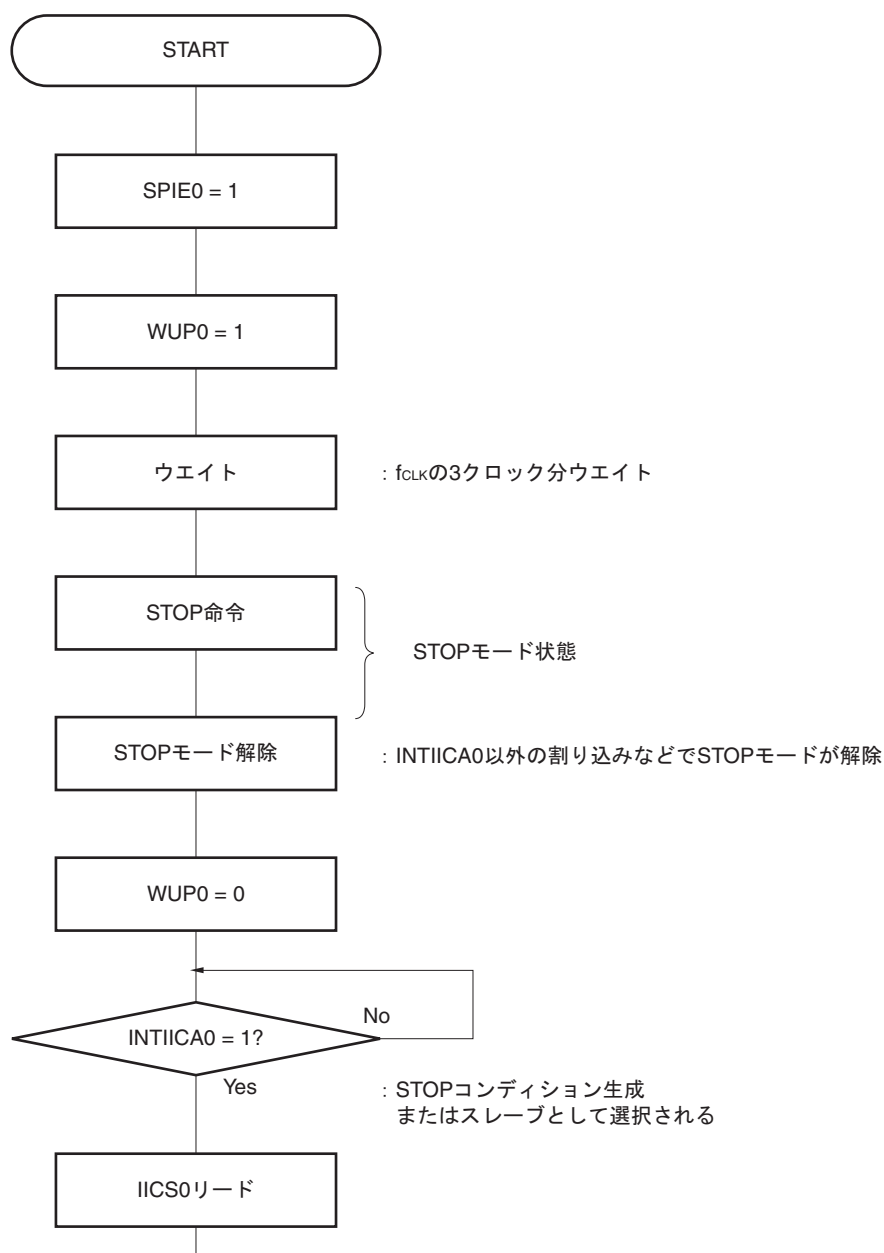 START
SPIE0 = 1
WUP0 = 1
ウエイト
: fCLKの3クロック分ウエイト
STOP命令
STOPモード状態
STOPモード解除
: INTIICA0以外の割り込みなどでSTOPモードが解除
WUP0 = 0
No
INTIICA0 = 1?
Yes
: STOPコンディション生成
またはスレーブとして選択される
IICS0リード